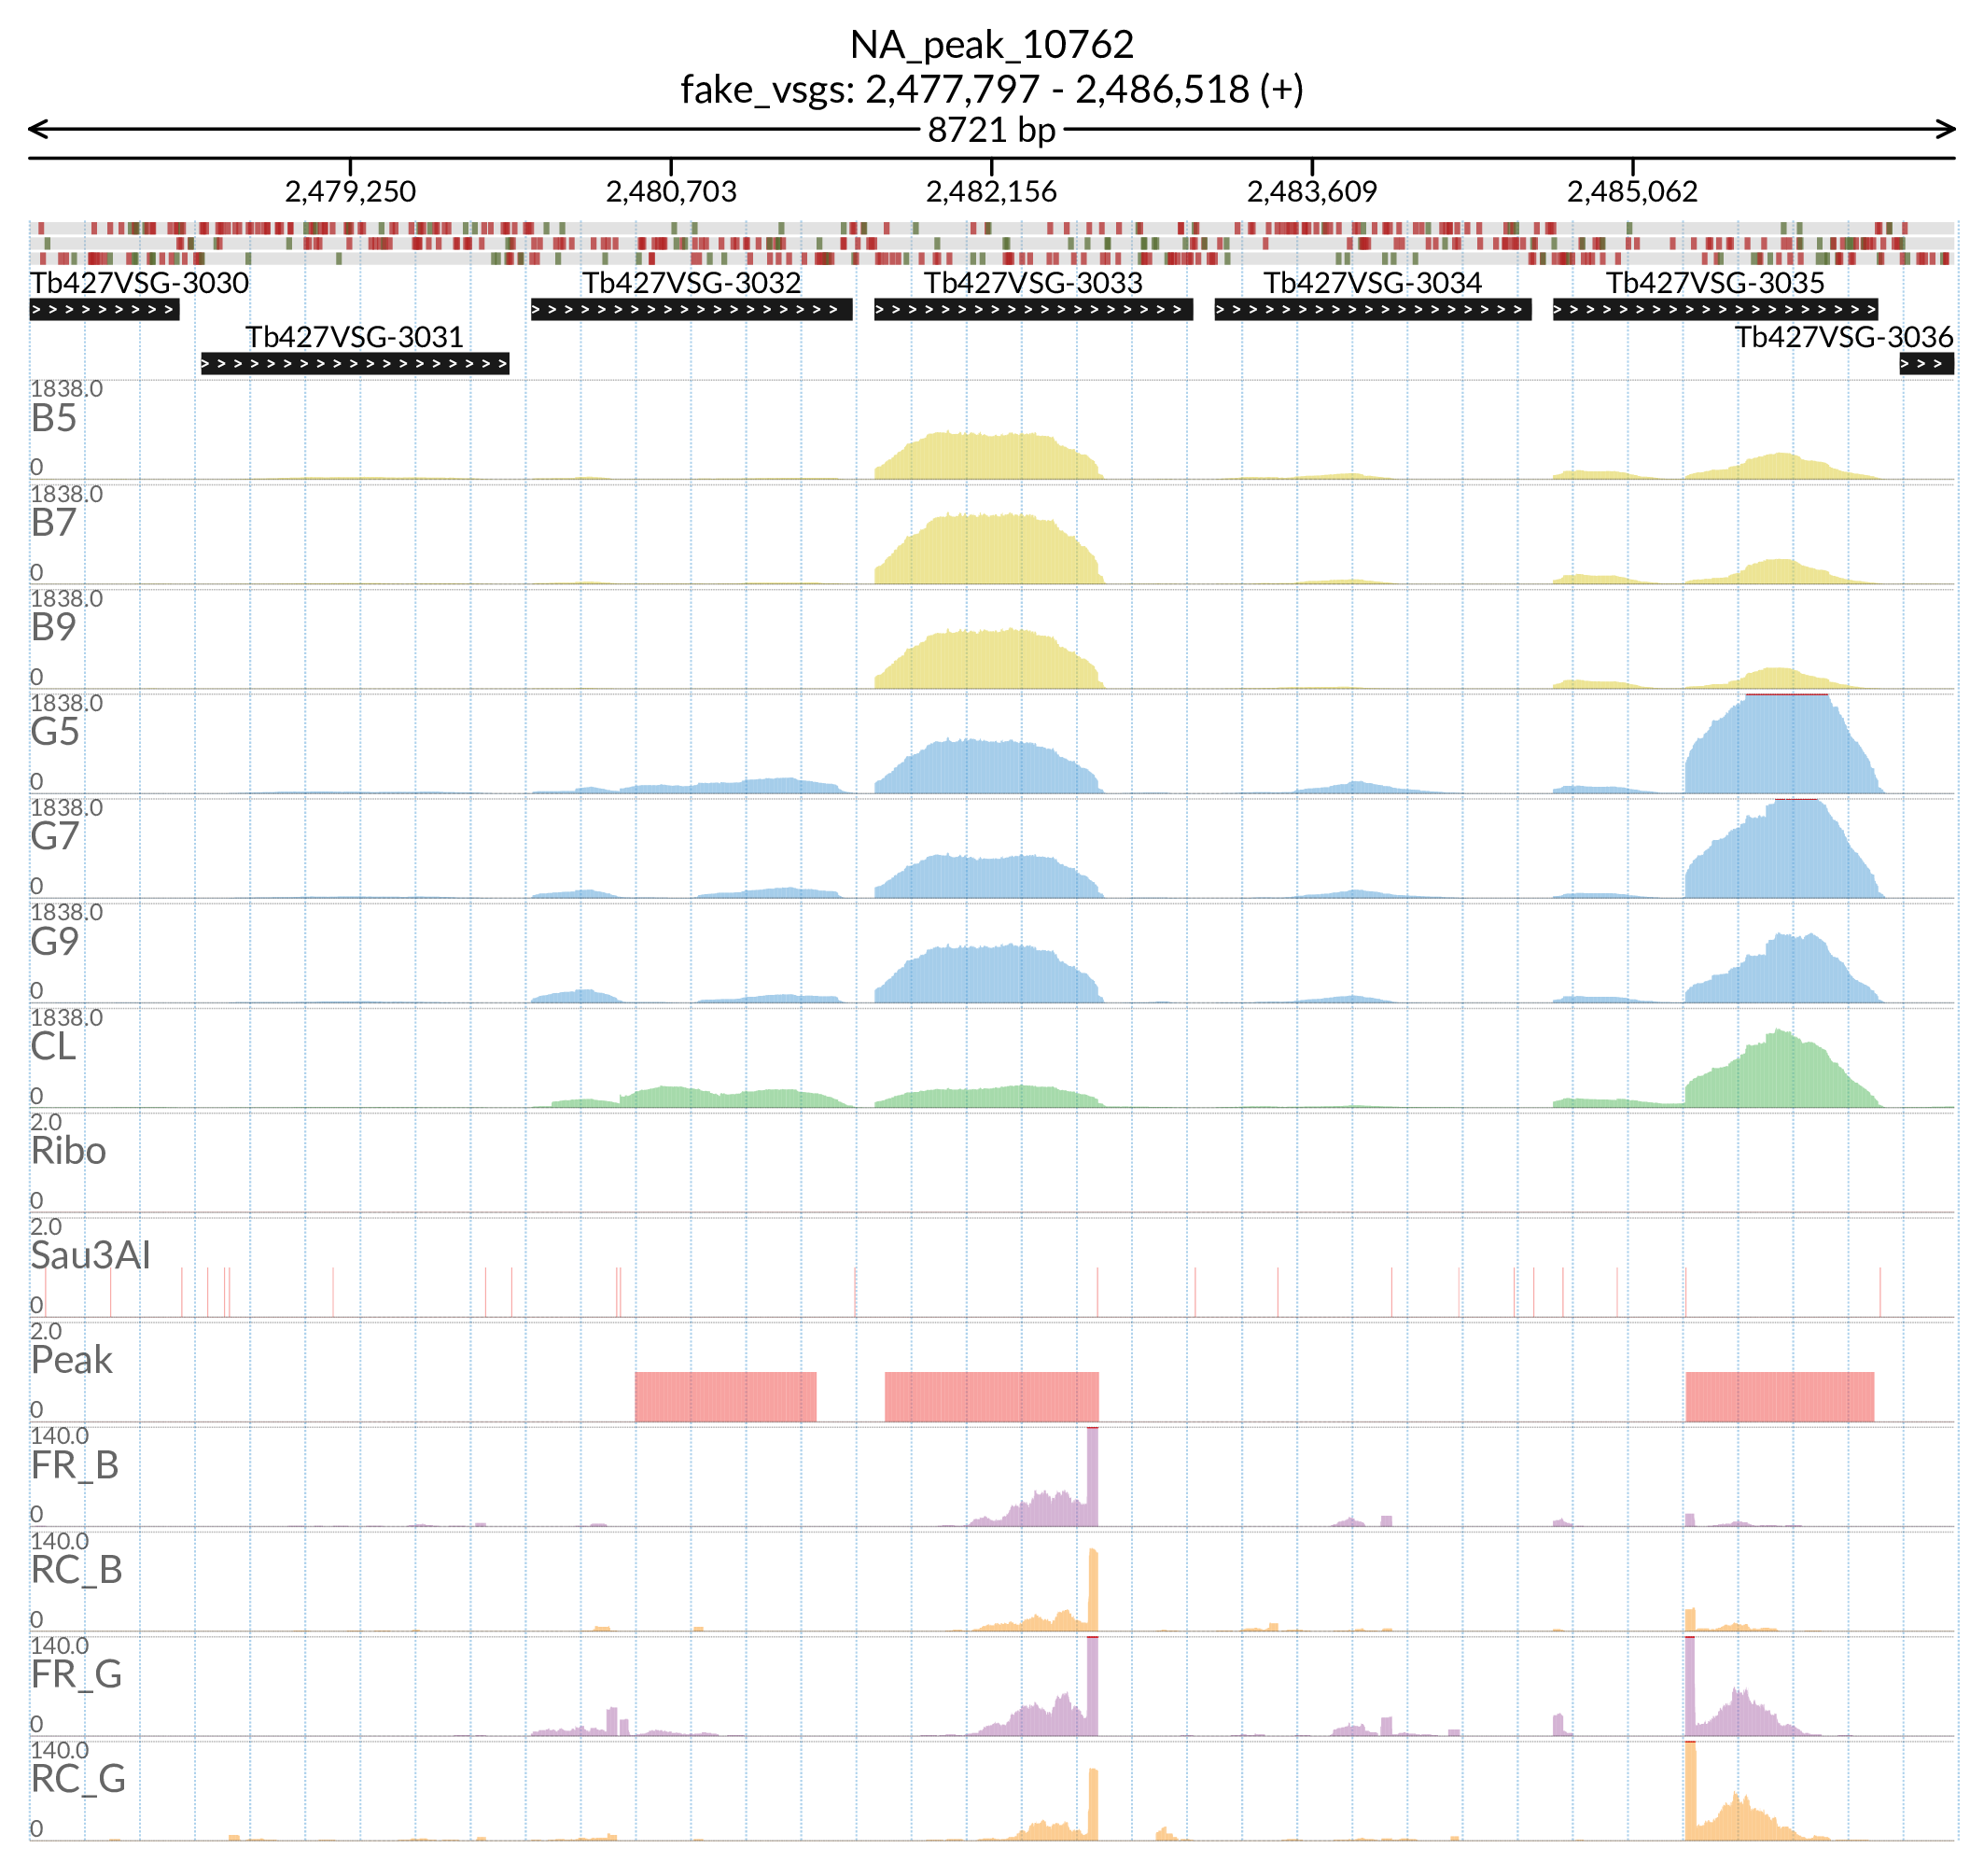 NA_peak_10762
fake_vsgs: 2,477,797 - 2,486,518 (+)
8721 bp
2,479,250 2,480,703 2,482,156 2,483,609 2,485,062
Tb427VSG-3030 Tb427VSG-3032 Tb427VSG-3033 Tb427VSG-3034 Tb427VSG-3035
Tb427VSG-3031 Tb427VSG-3036
1838.0
B5
0
1838.0
B7
0
1838.0
B9
0
1838.0
G5
0
1838.0
G7
0
1838.0
G9
0
1838.0
CL
0
2.0
Ribo
0
2.0
Sau3AI
0
2.0
Peak
0
140.0
FR_B
0
140.0
RC_B
0
140.0
FR_G
0
140.0
RC_G
0